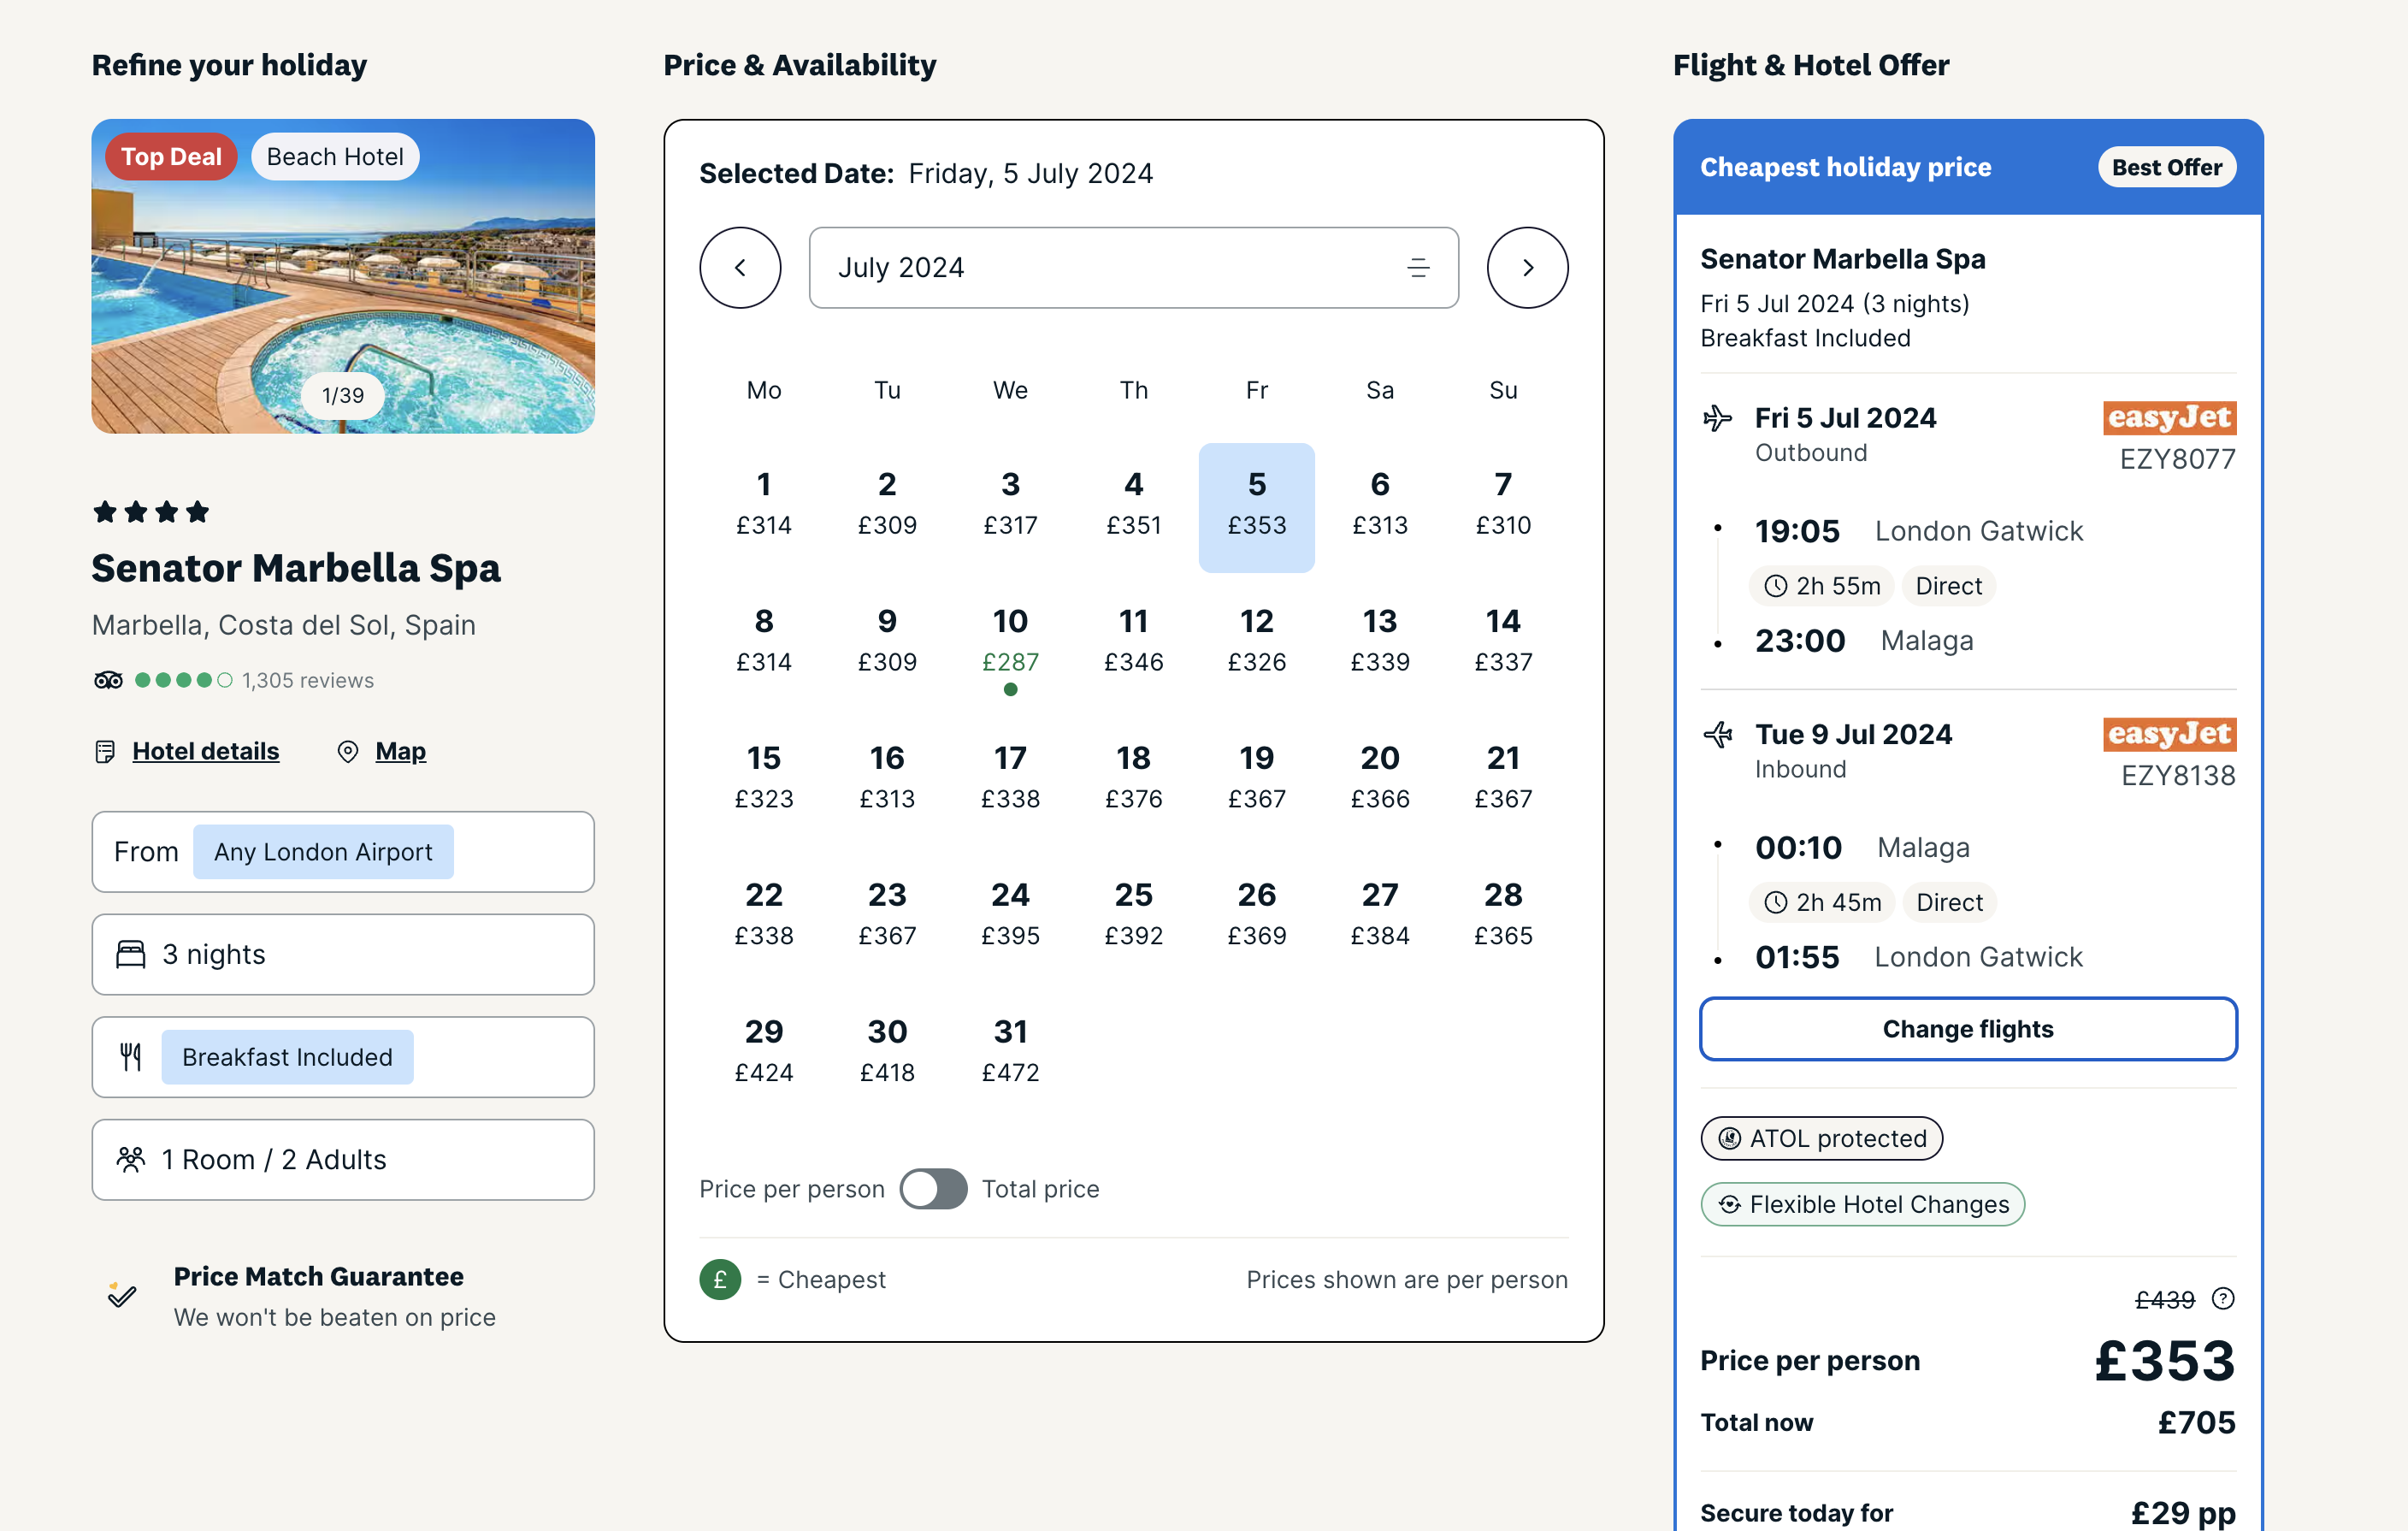 Refine your holiday
Top Deal
Beach Hotel
1/39
Senator Marbella Spa
Marbella, Costa del Sol, Spain
1,305 reviews
Hotel details
Map
From Any London Airport
3 nights
Breakfast Included
1 Room / 2 Adults
Price Match Guarantee
We won't be beaten on price
Price & Availability
Selected Date: Friday, 5 July 2024
July 2024
Mo Tu We Th Fr Sa Su
1 2 3 4 5 6 7
£314 £309 £317 £351 £353 £313 £310
8 9 10 11 12 13 14
£314 £309 £287 £346 £326 £339 £337
15 16 17 18 19 20 21
£323 £313 £338 £376 £367 £366 £367
22 23 24 25 26 27 28
£338 £367 £395 £392 £369 £384 £365
29 30 31
£424 £418 £472
Price per person Total price
£ = Cheapest
Prices shown are per person
Flight & Hotel Offer
Cheapest holiday price
Best Offer
Senator Marbella Spa
Fri 5 Jul 2024 (3 nights)
Breakfast Included
Fri 5 Jul 2024 easyJet
Outbound EZY8077
19:05 London Gatwick
2h 55m Direct
23:00 Malaga
Tue 9 Jul 2024 easyJet
Inbound EZY8138
00:10 Malaga
2h 45m Direct
01:55 London Gatwick
Change flights
ATOL protected
Flexible Hotel Changes
£439 ?
Price per person £353
Total now £705
Secure today for £29 pp